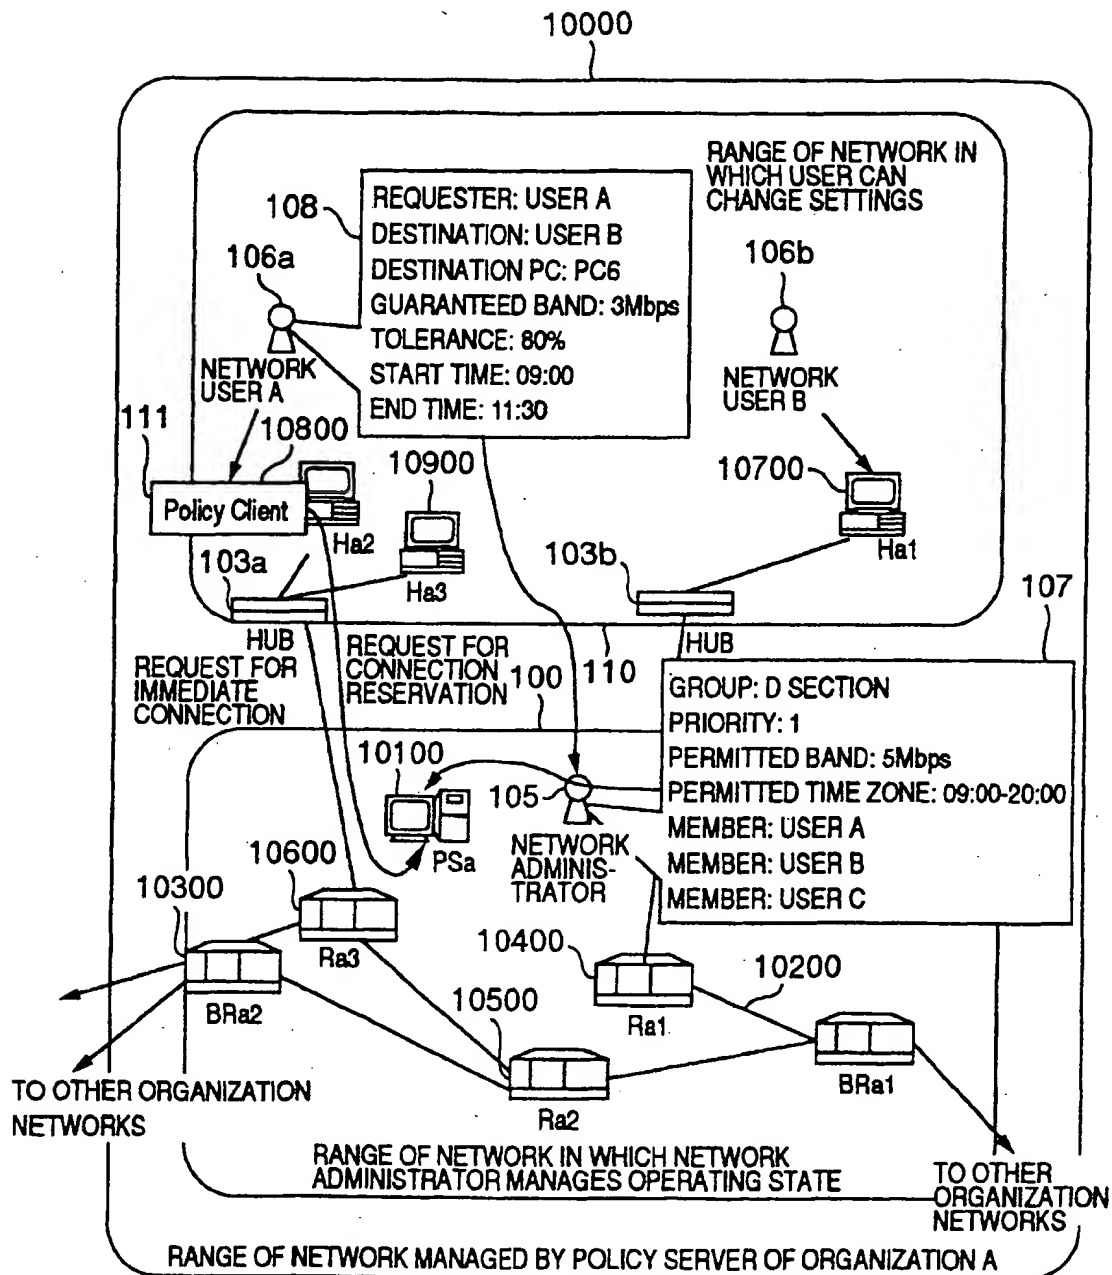 10000
RANGE OF NETWORK IN
WHICH USER CAN
CHANGE SETTINGS
108
REQUESTER: USER A
DESTINATION: USER B
DESTINATION PC: PC6
GUARANTEED BAND: 3Mbps
TOLERANCE: 80%
START TIME: 09:00
END TIME: 11:30
106a
NETWORK
USER A
106b
NETWORK
USER B
111
10800
Policy Client
Ha2
10900
Ha3
10700
Ha1
103a
HUB
103b
HUB
107
REQUEST FOR
IMMEDIATE
CONNECTION
REQUEST FOR
CONNECTION
RESERVATION
100
110
GROUP: D SECTION
PRIORITY: 1
PERMITTED BAND: 5Mbps
PERMITTED TIME ZONE: 09:00-20:00
MEMBER: USER A
MEMBER: USER B
MEMBER: USER C
10100
PSa
105
NETWORK
ADMINIS-
TRATOR
10600
Ra3
10300
BRa2
10400
Ra1
10200
10500
Ra2
BRa1
TO OTHER ORGANIZATION
NETWORKS
RANGE OF NETWORK IN WHICH NETWORK
ADMINISTRATOR MANAGES OPERATING STATE
TO OTHER
ORGANIZATION
NETWORKS
RANGE OF NETWORK MANAGED BY POLICY SERVER OF ORGANIZATION A